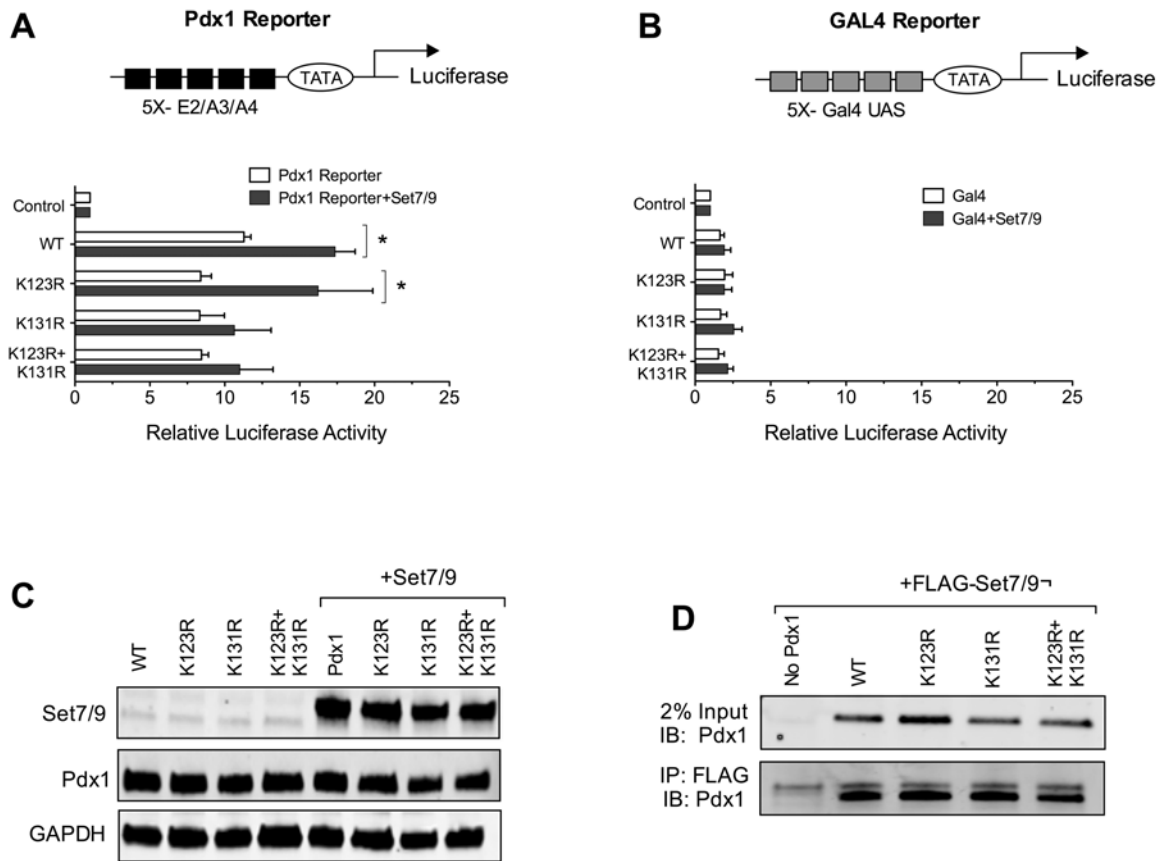 A
Pdx1 Reporter
TATA
Luciferase
5X- E2/A3/A4
Pdx1 Reporter
Pdx1 Reporter+Set7/9
Control
WT
*
K123R
*
K131R
K123R+
K131R
0
5
10
15
20
25
Relative Luciferase Activity
B
GAL4 Reporter
TATA
Luciferase
5X- Gal4 UAS
Gal4
Gal4+Set7/9
Control
WT
K123R
K131R
K123R+
K131R
0
5
10
15
20
25
Relative Luciferase Activity
C
+Set7/9
WT
K123R
K131R
K123R+
K131R
Pdx1
K123R
K131R
K123R+
K131R
Set7/9
Pdx1
GAPDH
D
+FLAG-Set7/9¬
No Pdx1
WT
K123R
K131R
K123R+
K131R
2% Input
IB: Pdx1
IP: FLAG
IB: Pdx1